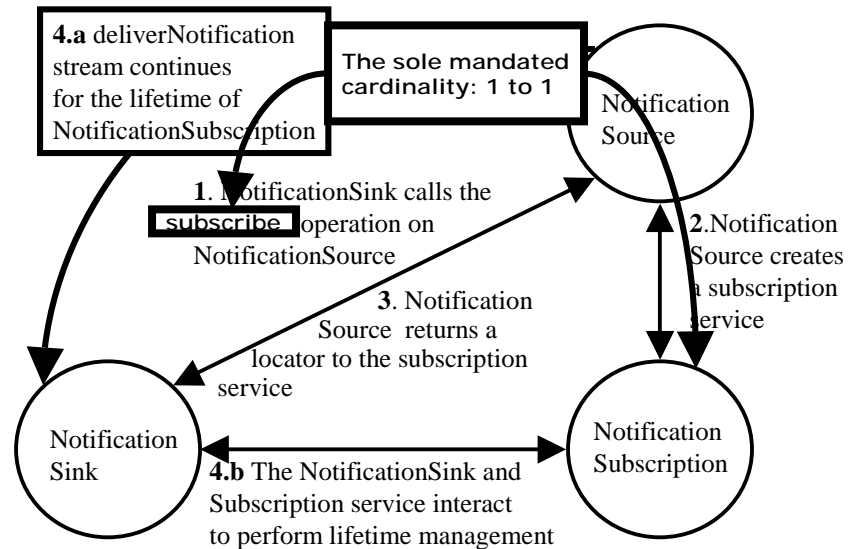 4.a deliverNotification
stream continues
for the lifetime of
NotificationSubscription
The sole mandated
cardinality: 1 to 1
Notification
Source
1. NotificationSink calls the
subscribe operation on
NotificationSource
2.Notification
Source creates
a subscription
service
3. Notification
Source returns a
locator to the subscription
service
Notification
Sink
Notification
Subscription
4.b The NotificationSink and
Subscription service interact
to perform lifetime management